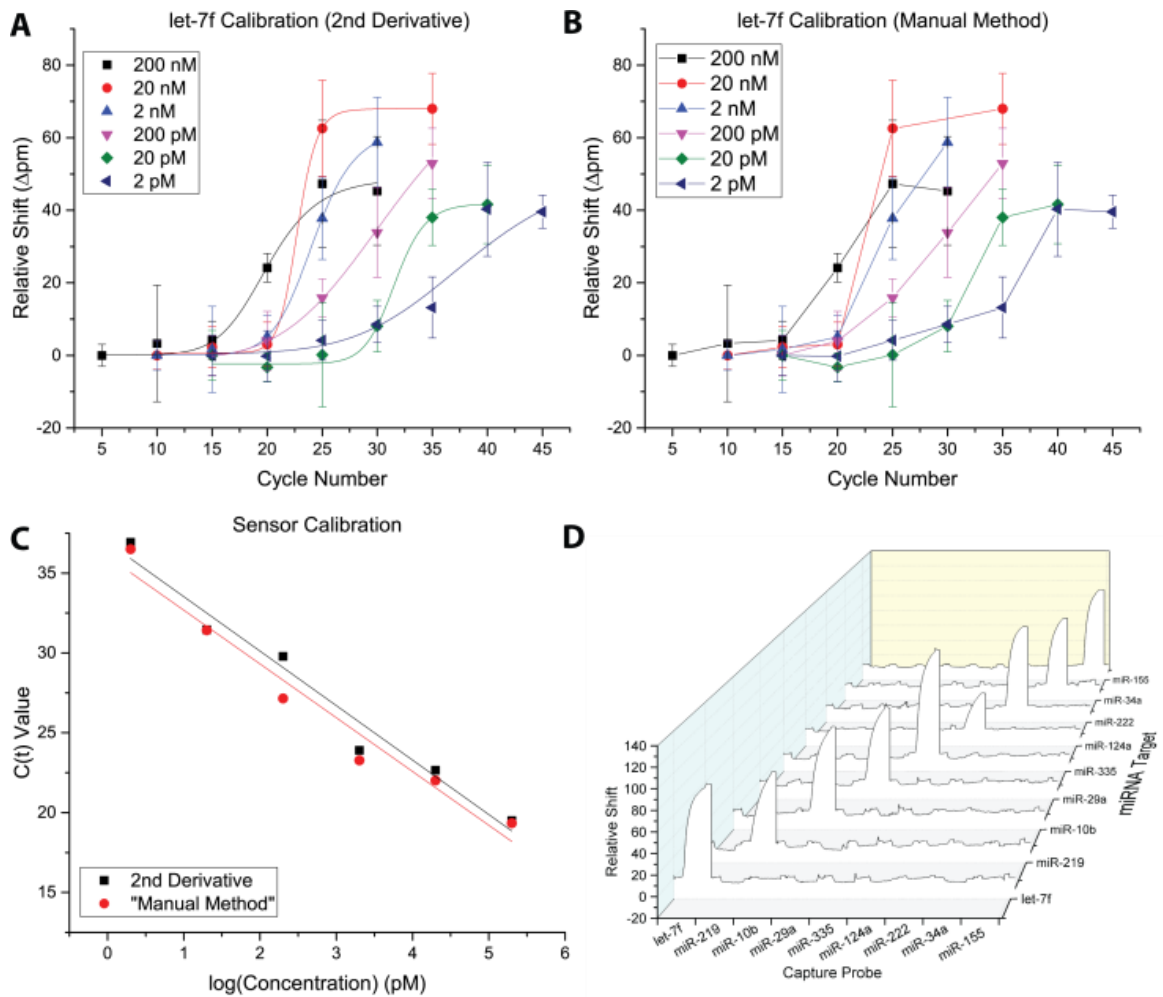 A
let-7f Calibration (2nd Derivative)
200 nM
20 nM
2 nM
200 pM
20 pM
2 pM
Relative Shift (Δpm)
80
60
40
20
0
-20
5 10 15 20 25 30 35 40 45
Cycle Number
B
let-7f Calibration (Manual Method)
200 nM
20 nM
2 nM
200 pM
20 pM
2 pM
Relative Shift (Δpm)
80
60
40
20
0
-20
5 10 15 20 25 30 35 40 45
Cycle Number
C
Sensor Calibration
C(t) Value
35
30
25
20
15
2nd Derivative
"Manual Method"
0 1 2 3 4 5 6
log(Concentration) (pM)
D
Relative Shift
140
120
100
80
60
40
20
0
-20
let-7f
miR-219
miR-10b
miR-29a
miR-335
miR-124a
miR-222
miR-34a
miR-155
Capture Probe
miR-155
miR-34a
miR-222
miR-124a
miR-335
miR-29a
miR-10b
miR-219
let-7f
miRNA Target